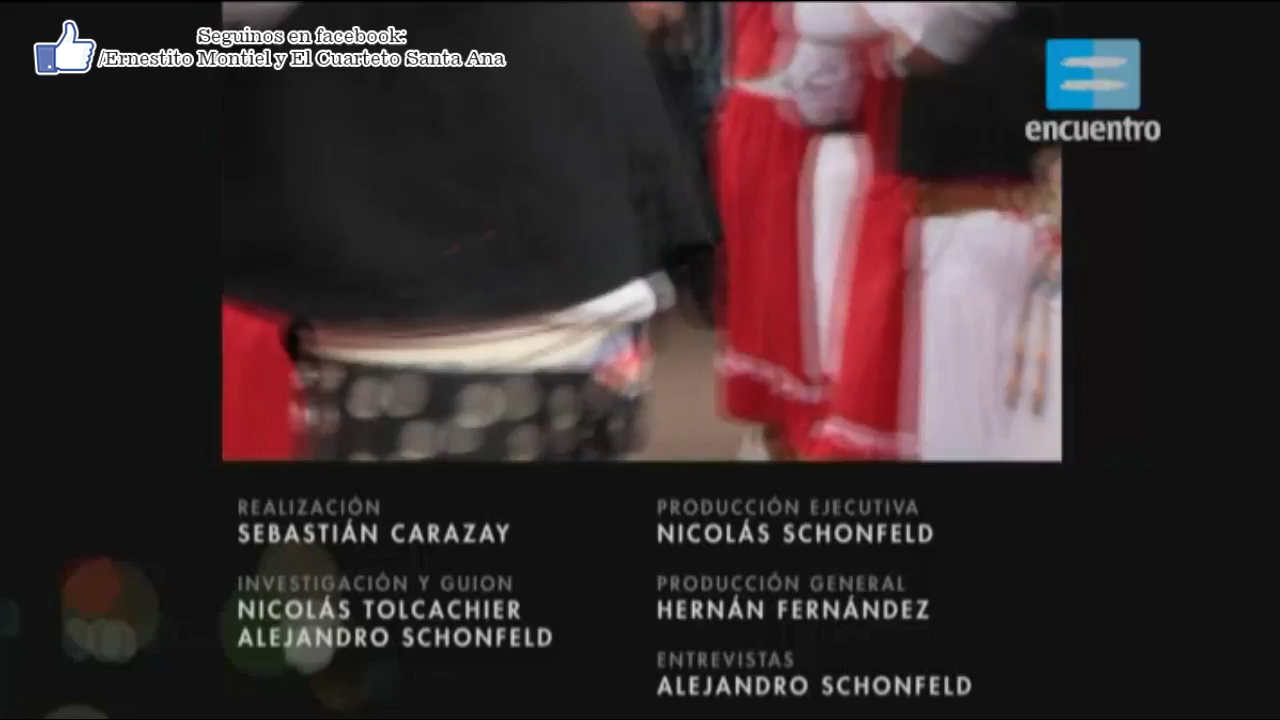 Seguinos en facebook:
/Ernestito Montiel y El Cuarteto Santa Ana
encuentro
REALIZACIÓN
SEBASTIÁN CARAZAY
INVESTIGACIÓN Y GUION
NICOLÁS TOLCACHIER
ALEJANDRO SCHONFELD
PRODUCCIÓN EJECUTIVA
NICOLÁS SCHONFELD
PRODUCCIÓN GENERAL
HERNÁN FERNÁNDEZ
ENTREVISTAS
ALEJANDRO SCHONFELD